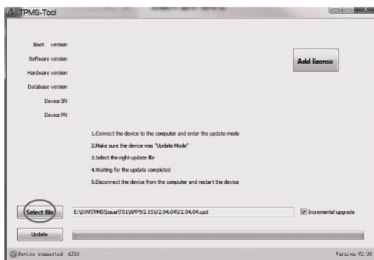 TPMS-Tool
Boot version
Software version
Hardware version
Database version
Device SN
Device PN
Add license
1.Connect the device to the computer and enter the update mode
2.Make sure the device was "Update Mode"
3.Select the right update file
4.Waiting for the update completed
5.Disconnect the device from the computer and restart the device
Select file
Incremental upgrade
Update
Device connected
Version: V2.00